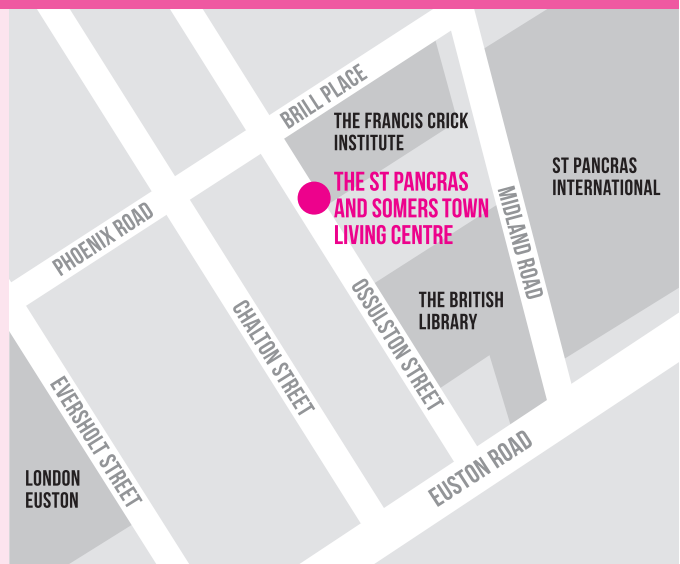 BRILL PLACE
THE FRANCIS CRICK
INSTITUTE
ST PANCRAS
INTERNATIONAL
THE ST PANCRAS
AND SOMERS TOWN
LIVING CENTRE
MIDLAND ROAD
PHOENIX ROAD
THE BRITISH
LIBRARY
OSSULSTON STREET
CHALTON STREET
EVERSHOLT STREET
EUSTON ROAD
LONDON
EUSTON